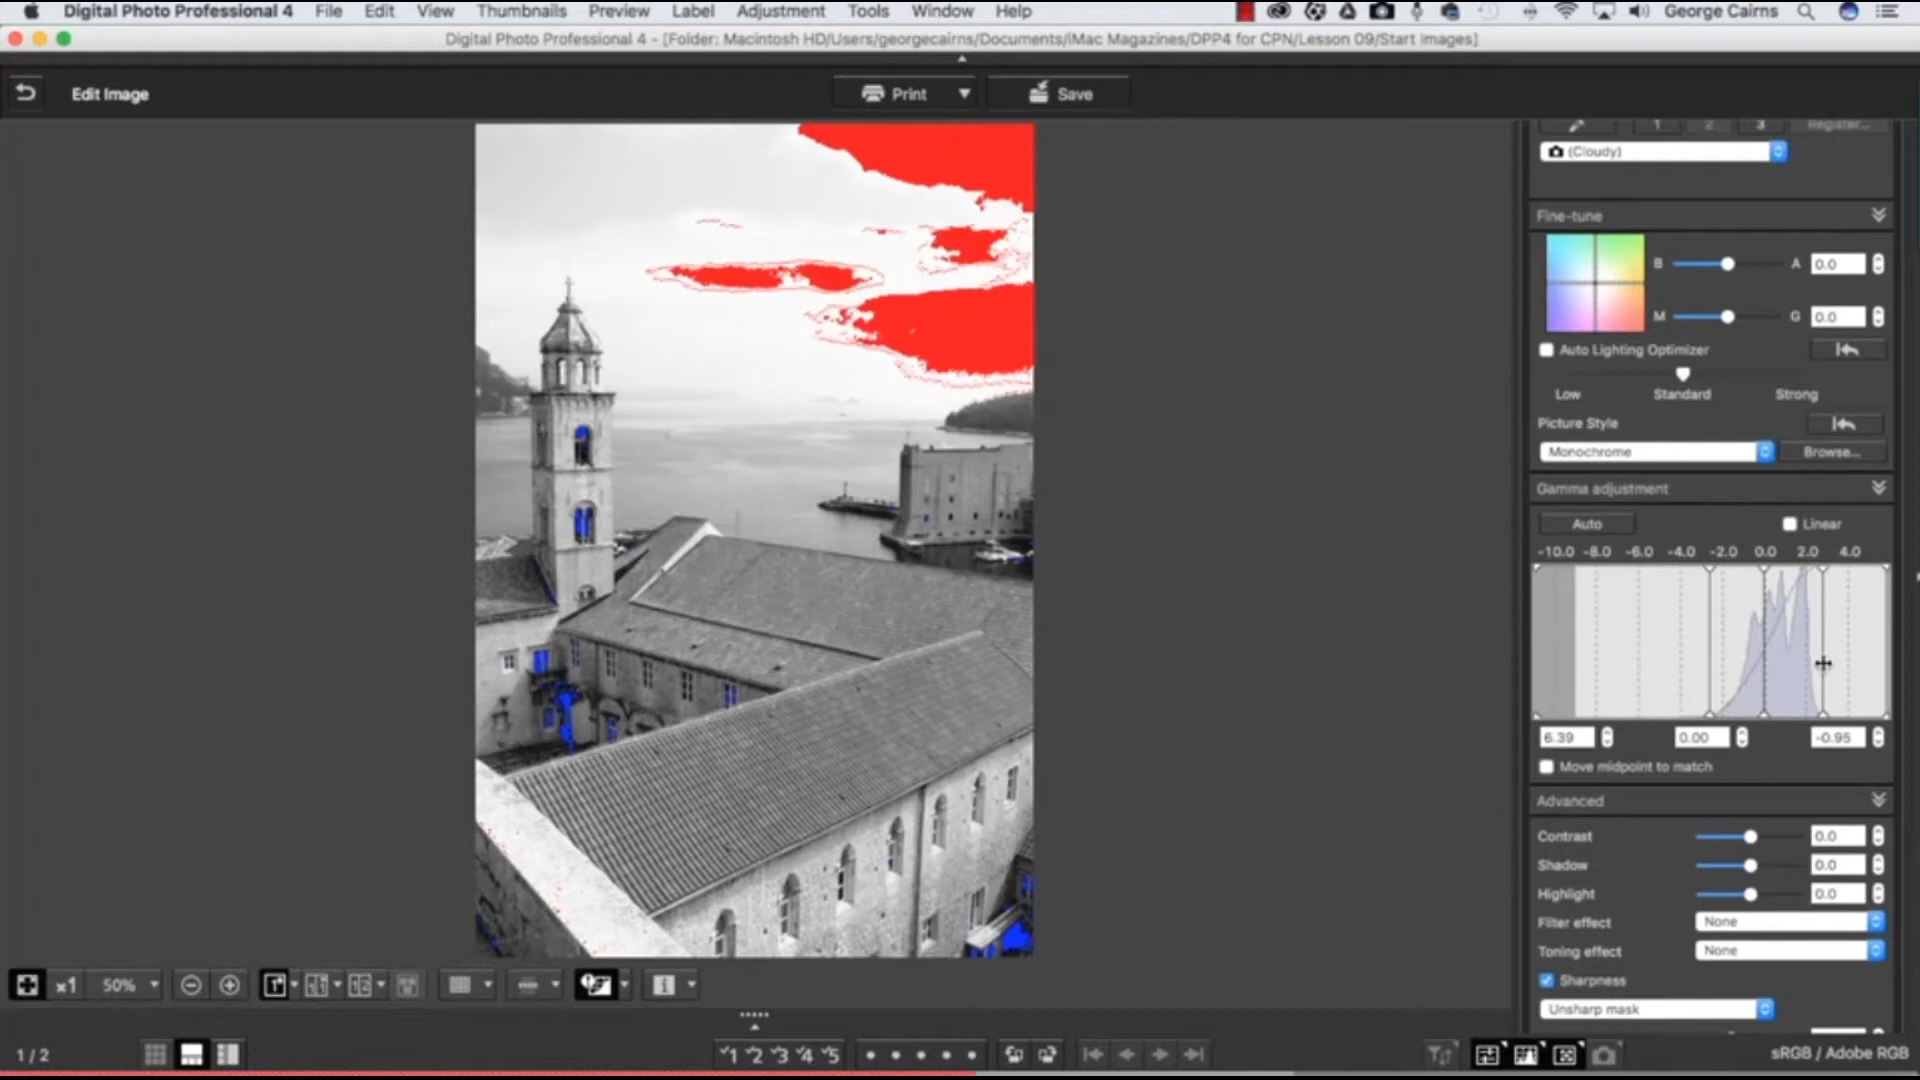 Digital Photo Professional 4 File Edit View Thumbnails Preview Label Adjustment Tools Window Help George Cairns
Digital Photo Professional 4 - [Folder: Macintosh HD/Users/georgecairns/Documents/iMac Magazines/DPP4 for CPN/Lesson 09/Start Images]
Edit Image Print Save
1 2 3 Register...
(Cloudy)
Fine-tune
B A 0.0
M G 0.0
Auto Lighting Optimizer
Low Standard Strong
Picture Style
Monochrome Browse...
Gamma adjustment
Auto Linear
-10.0 -8.0 -6.0 -4.0 -2.0 0.0 2.0 4.0
6.39 0.00 -0.95
Move midpoint to match
Advanced
Contrast 0.0
Shadow 0.0
Highlight 0.0
Filter effect None
Toning effect None
Sharpness
Unsharp mask
x1 50%
1 / 2 1 2 3 4 5 sRGB / Adobe RGB